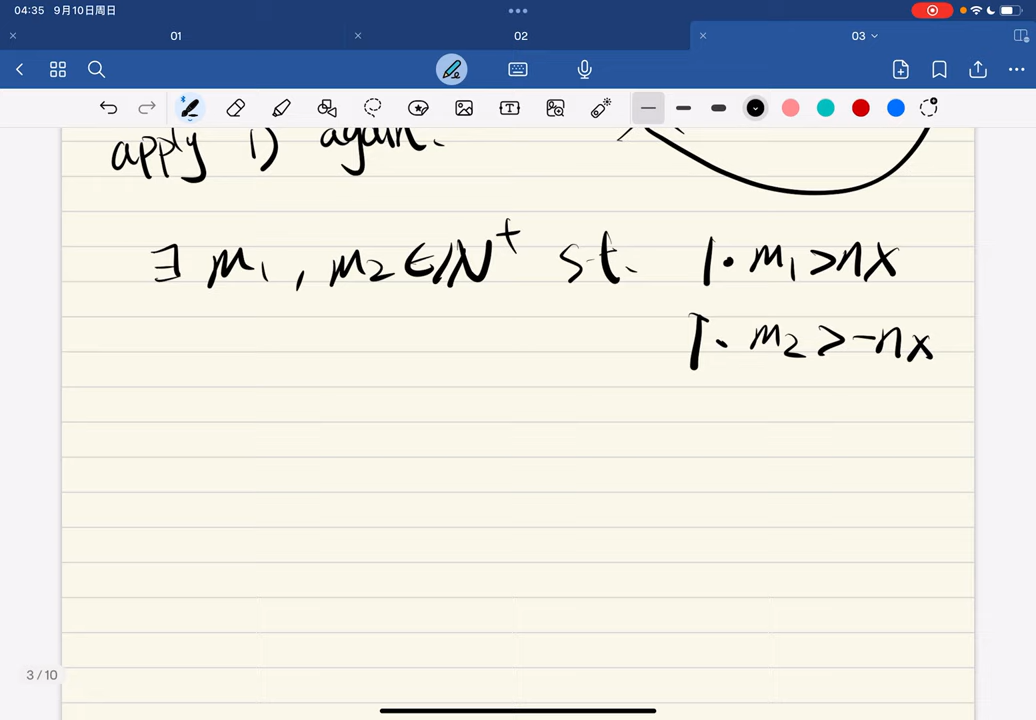 04:35 9月10日周日
01 02 03
apply 1) again.
∃ m₁, m₂ ∈ ℕ⁺ s.t. 1·m₁ > nx
1·m₂ > -nx
3 / 10